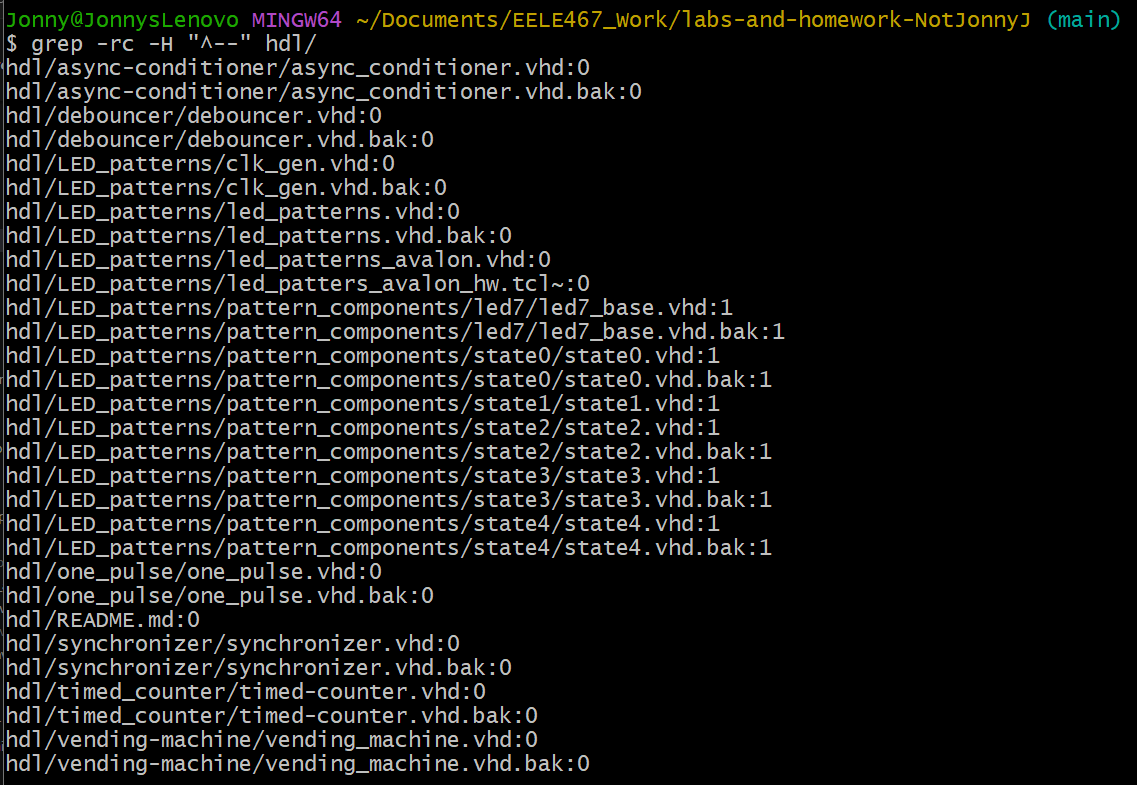 Jonny@JonnysLenovo MINGW64 ~/Documents/EELE467_Work/labs-and-homework-NotJonnyJ (main)
$ grep -rc -H "^--" hdl/
hdl/async-conditioner/async_conditioner.vhd:0
hdl/async-conditioner/async_conditioner.vhd.bak:0
hdl/debouncer/debouncer.vhd:0
hdl/debouncer/debouncer.vhd.bak:0
hdl/LED_patterns/clk_gen.vhd:0
hdl/LED_patterns/clk_gen.vhd.bak:0
hdl/LED_patterns/led_patterns.vhd:0
hdl/LED_patterns/led_patterns.vhd.bak:0
hdl/LED_patterns/led_patterns_avalon.vhd:0
hdl/LED_patterns/led_patters_avalon_hw.tcl~:0
hdl/LED_patterns/pattern_components/led7/led7_base.vhd:1
hdl/LED_patterns/pattern_components/led7/led7_base.vhd.bak:1
hdl/LED_patterns/pattern_components/state0/state0.vhd:1
hdl/LED_patterns/pattern_components/state0/state0.vhd.bak:1
hdl/LED_patterns/pattern_components/state1/state1.vhd:1
hdl/LED_patterns/pattern_components/state2/state2.vhd:1
hdl/LED_patterns/pattern_components/state2/state2.vhd.bak:1
hdl/LED_patterns/pattern_components/state3/state3.vhd:1
hdl/LED_patterns/pattern_components/state3/state3.vhd.bak:1
hdl/LED_patterns/pattern_components/state4/state4.vhd:1
hdl/LED_patterns/pattern_components/state4/state4.vhd.bak:1
hdl/one_pulse/one_pulse.vhd:0
hdl/one_pulse/one_pulse.vhd.bak:0
hdl/README.md:0
hdl/synchronizer/synchronizer.vhd:0
hdl/synchronizer/synchronizer.vhd.bak:0
hdl/timed_counter/timed-counter.vhd:0
hdl/timed_counter/timed-counter.vhd.bak:0
hdl/vending-machine/vending_machine.vhd:0
hdl/vending-machine/vending_machine.vhd.bak:0